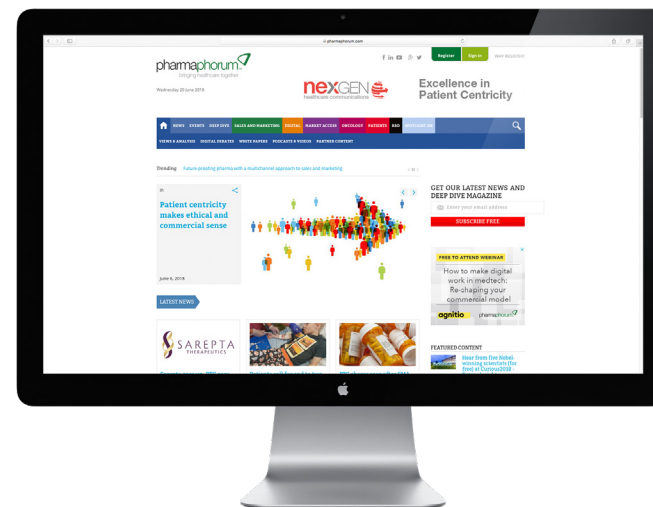 pharmaphorum.com
pharmaphorum
bringing healthcare together
Register
Sign in
Why Register?
Wednesday 20 June 2018
nexGEN
healthcare communications
Excellence in
Patient Centricity
NEWS EVENTS DEEP DIVE SALES AND MARKETING DIGITAL MARKET ACCESS ONCOLOGY PATIENTS R&D SPOTLIGHT ON
VIEWS & ANALYSIS DIGITAL DEBATES WHITE PAPERS PODCASTS & VIDEOS PARTNER CONTENT
Trending Future-proofing pharma with a multichannel approach to sales and marketing
Patient centricity
makes ethical and
commercial sense
June 6, 2018
GET OUR LATEST NEWS AND
DEEP DIVE MAGAZINE
Enter your email address
SUBSCRIBE FREE
FREE TO ATTEND WEBINAR
How to make digital
work in medtech:
Re-shaping your
commercial model
agnitio pharmaphorum
LATEST NEWS
SAREPTA
THERAPEUTICS
FEATURED CONTENT
Hear from five Nobel-
winning scientists (for
free) at Curious2018 -